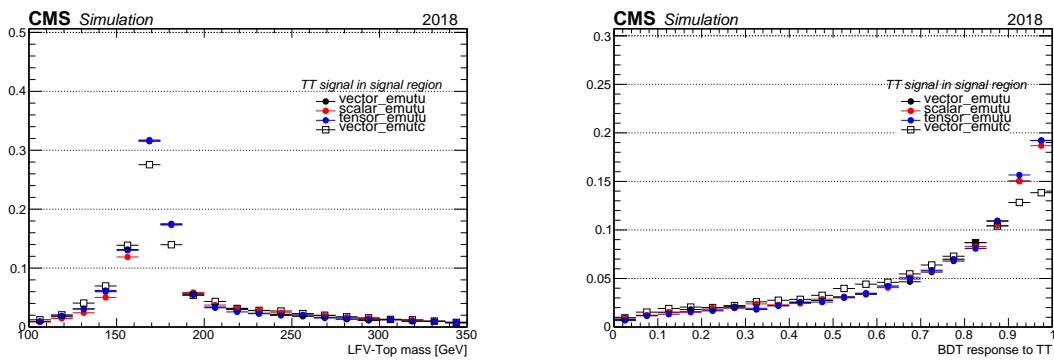 CMS Simulation 2018
0.5
0.4
0.3
0.2
0.1
0
100 150 200 250 300 350
LFV-Top mass [GeV]
TT signal in signal region
vector_emutu
scalar_emutu
tensor_emutu
vector_emutc
CMS Simulation 2018
0.3
0.25
0.2
0.15
0.1
0.05
0
0 0.1 0.2 0.3 0.4 0.5 0.6 0.7 0.8 0.9 1
BDT response to TT
TT signal in signal region
vector_emutu
scalar_emutu
tensor_emutu
vector_emutc